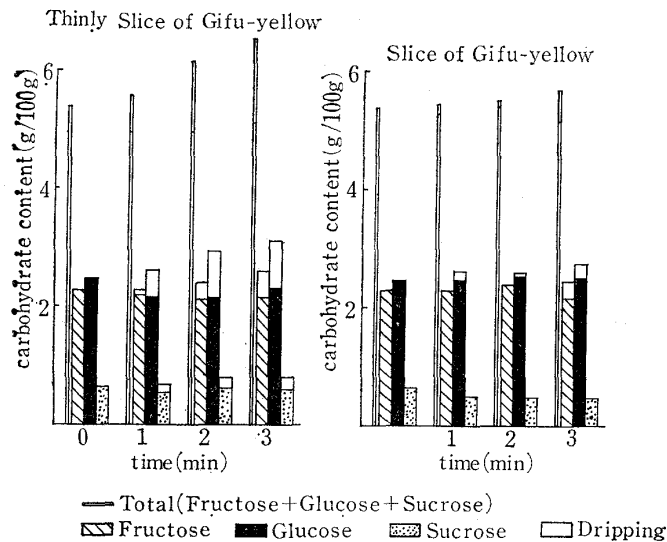 Thinly Slice of Gifu-yellow
carbohydrate content(g/100g)
6
4
2
0 1 2 3
time(min)
Slice of Gifu-yellow
carbohydrate content(g/100g)
6
4
2
1 2 3
time(min)
Total(Fructose+Glucose+Sucrose)
Fructose Glucose Sucrose Dripping